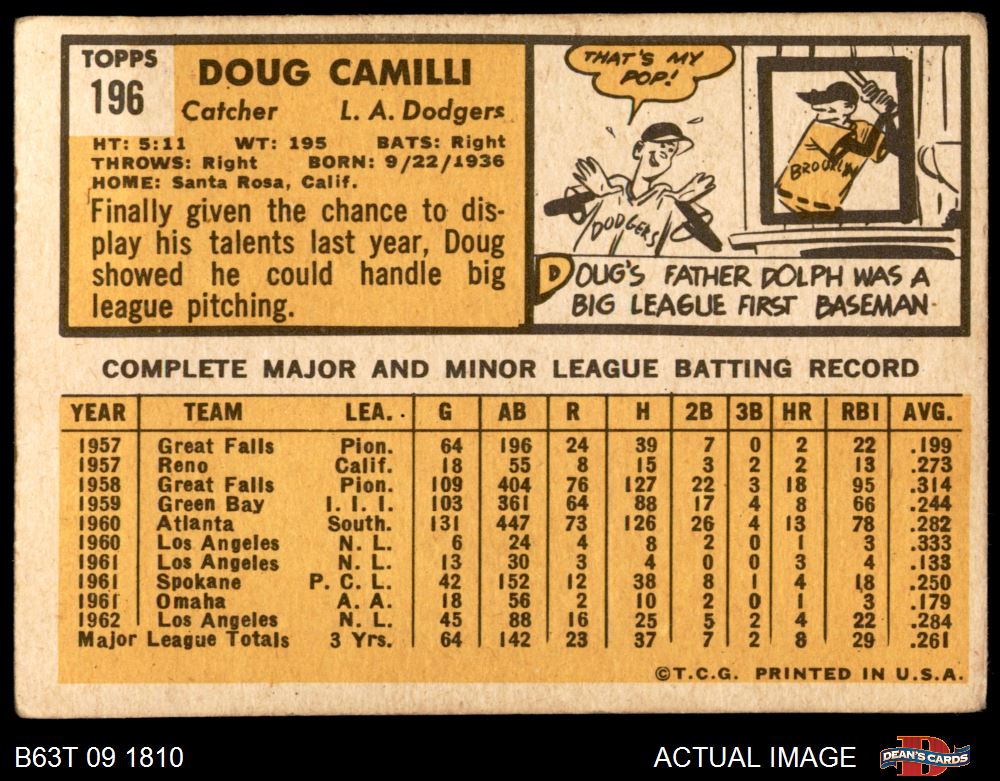 TOPPS
196
DOUG CAMILLI
Catcher L. A. Dodgers
HT: 5:11 WT: 195 BATS: Right
THROWS: Right BORN: 9/22/1936
HOME: Santa Rosa, Calif.
Finally given the chance to dis-
play his talents last year, Doug
showed he could handle big
league pitching.
THAT'S MY
POP!
BROOKLYN
DODGERS
DOUG'S FATHER DOLPH WAS A
BIG LEAGUE FIRST BASEMAN.
COMPLETE MAJOR AND MINOR LEAGUE BATTING RECORD
YEAR TEAM LEA. G AB R H 2B 3B HR RBI AVG.
1957 Great Falls Pion. 64 196 24 39 7 0 2 22 .199
1957 Reno Calif. 18 55 8 15 3 2 2 13 .273
1958 Great Falls Pion. 109 404 76 127 22 3 18 95 .314
1959 Green Bay I. I. I. 103 361 64 88 17 4 8 66 .244
1960 Atlanta South. 131 447 73 126 26 4 13 78 .282
1960 Los Angeles N. L. 6 24 4 8 2 0 1 3 .333
1961 Los Angeles N. L. 13 30 3 4 0 0 3 4 .133
1961 Spokane P. C. L. 42 152 12 38 8 1 4 18 .250
1961 Omaha A. A. 18 56 2 10 2 0 1 3 .179
1962 Los Angeles N. L. 45 88 16 25 5 2 4 22 .284
Major League Totals 3 Yrs. 64 142 23 37 7 2 8 29 .261
©T.C.G. PRINTED IN U.S.A.
B63T 09 1810 ACTUAL IMAGE DEAN'S CARDS